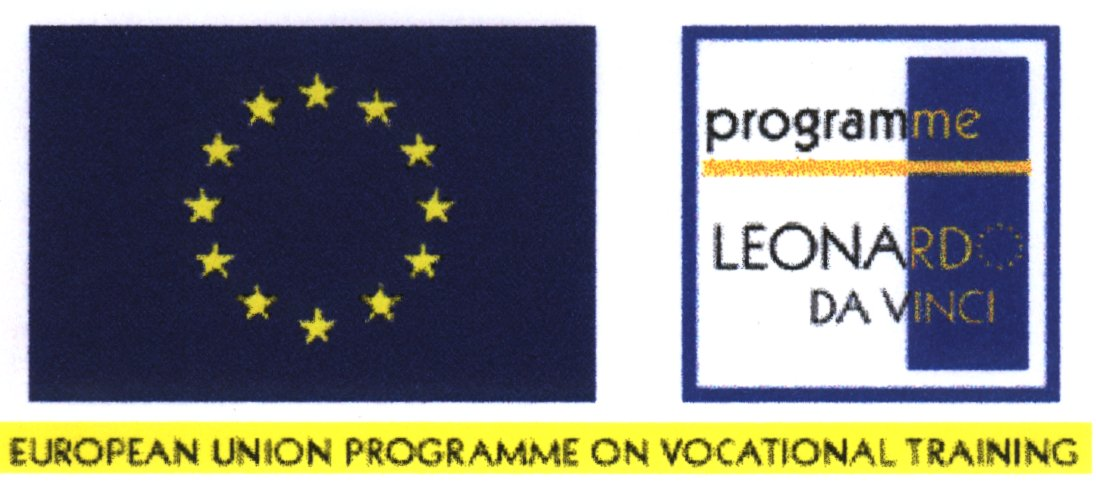 programme
LEONARDO
DA VINCI
EUROPEAN UNION PROGRAMME ON VOCATIONAL TRAINING